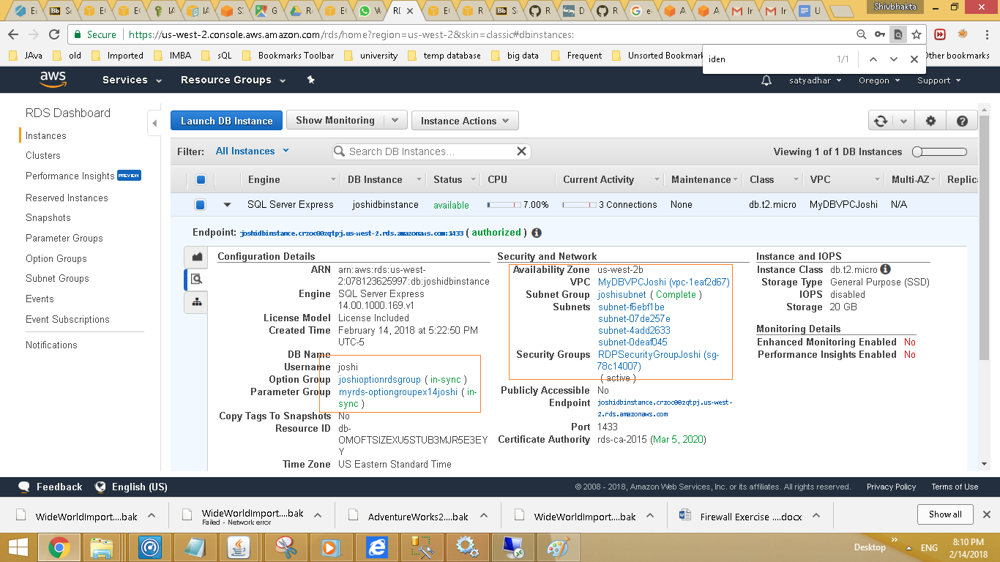 Shivbhakta
Secure https://us-west-2.console.aws.amazon.com/rds/home?region=us-west-2&skin=classic#dbinstances:
JAva old Imported IMBA sQL Bookmarks Toolbar university temp database big data Frequent Unsorted Bookmark Other bookmarks
iden 1/1
aws Services Resource Groups satyadhar Oregon Support
RDS Dashboard
Instances
Clusters
Performance Insights PREVIEW
Reserved Instances
Snapshots
Parameter Groups
Option Groups
Subnet Groups
Events
Event Subscriptions
Notifications
Launch DB Instance Show Monitoring Instance Actions
Filter: All Instances Search DB Instances... Viewing 1 of 1 DB Instances
Engine DB Instance Status CPU Current Activity Maintenance Class VPC Multi-AZ Replic
SQL Server Express joshidbinstance available 7.00% 3 Connections None db.t2.micro MyDBVPCJoshi N/A
Endpoint: joshidbinstance.crzoc00zqtpj.us-west-2.rds.amazonaws.com:1433 ( authorized )
Configuration Details
ARN arn:aws:rds:us-west-
2:078123625997:db:joshidbinstance
Engine SQL Server Express
14.00.1000.169.v1
License Model License Included
Created Time February 14, 2018 at 5:22:50 PM
UTC-5
DB Name
Username joshi
Option Group joshioptionrdsgroup ( in-sync )
Parameter Group myrds-optiongroupex14joshi ( in-
sync )
Copy Tags To Snapshots No
Resource ID db-
OMOFTSIZEXU5STUB3MJR5E3EY
Y
Time Zone US Eastern Standard Time
Security and Network
Availability Zone us-west-2b
VPC MyDBVPCJoshi (vpc-1eaf2d67)
Subnet Group joshisubnet ( Complete )
Subnets subnet-f6ebf1be
subnet-07de257e
subnet-4add2633
subnet-0deaf045
Security Groups RDPSecurityGroupJoshi (sg-
78c14007)
( active )
Publicly Accessible No
Endpoint joshidbinstance.crzoc00zqtpj.us-west-
2.rds.amazonaws.com
Port 1433
Certificate Authority rds-ca-2015 (Mar 5, 2020)
Instance and IOPS
Instance Class db.t2.micro
Storage Type General Purpose (SSD)
IOPS disabled
Storage 20 GB
Monitoring Details
Enhanced Monitoring Enabled No
Performance Insights Enabled No
Feedback English (US) © 2008 - 2018, Amazon Web Services, Inc. or its affiliates. All rights reserved. Privacy Policy Terms of Use
WideWorldImport....bak
WideWorldImport....bak
Failed - Network error
AdventureWorks2....bak
WideWorldImport....bak
Firewall Exercise ....docx
Show all
Desktop ENG 8:10 PM
2/14/2018